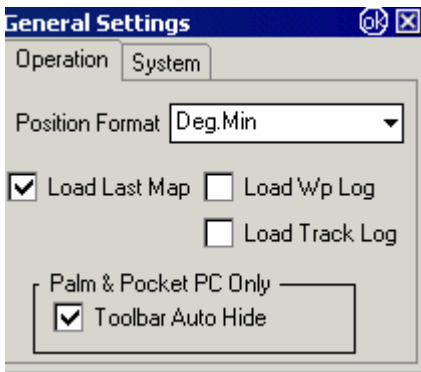 General Settings ok
Operation System
Position Format Deg.Min
Load Last Map Load Wp Log
Load Track Log
Palm & Pocket PC Only
Toolbar Auto Hide